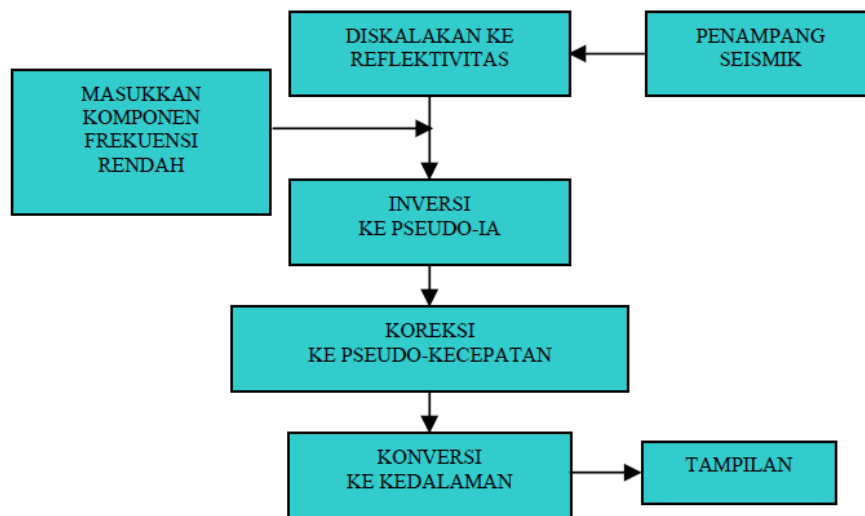 DISKALAKAN KE
REFLEKTIVITAS
PENAMPANG
SEISMIK
MASUKKAN
KOMPONEN
FREKUENSI
RENDAH
INVERSI
KE PSEUDO-IA
KOREKSI
KE PSEUDO-KECEPATAN
KONVERSI
KE KEDALAMAN
TAMPILAN